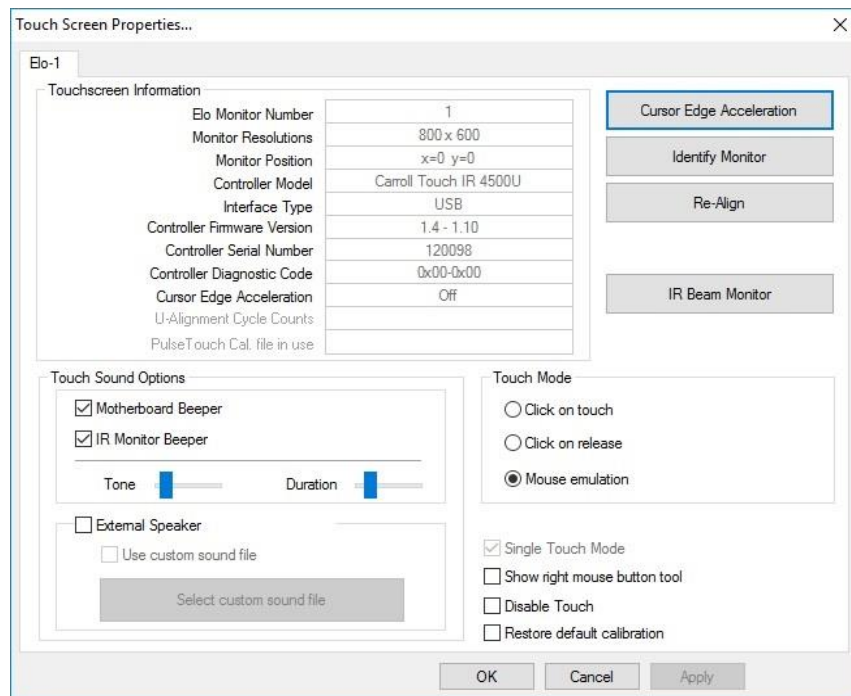 Touch Screen Properties...
Elo-1
Touchscreen Information
Elo Monitor Number 1
Monitor Resolutions 800 x 600
Monitor Position x=0 y=0
Controller Model Carroll Touch IR 4500U
Interface Type USB
Controller Firmware Version 1.4 - 1.10
Controller Serial Number 120098
Controller Diagnostic Code 0x00-0x00
Cursor Edge Acceleration Off
U-Alignment Cycle Counts
PulseTouch Cal. file in use
Cursor Edge Acceleration
Identify Monitor
Re-Align
IR Beam Monitor
Touch Sound Options
Motherboard Beeper
IR Monitor Beeper
Tone Duration
External Speaker
Use custom sound file
Select custom sound file
Touch Mode
Click on touch
Click on release
Mouse emulation
Single Touch Mode
Show right mouse button tool
Disable Touch
Restore default calibration
OK Cancel Apply